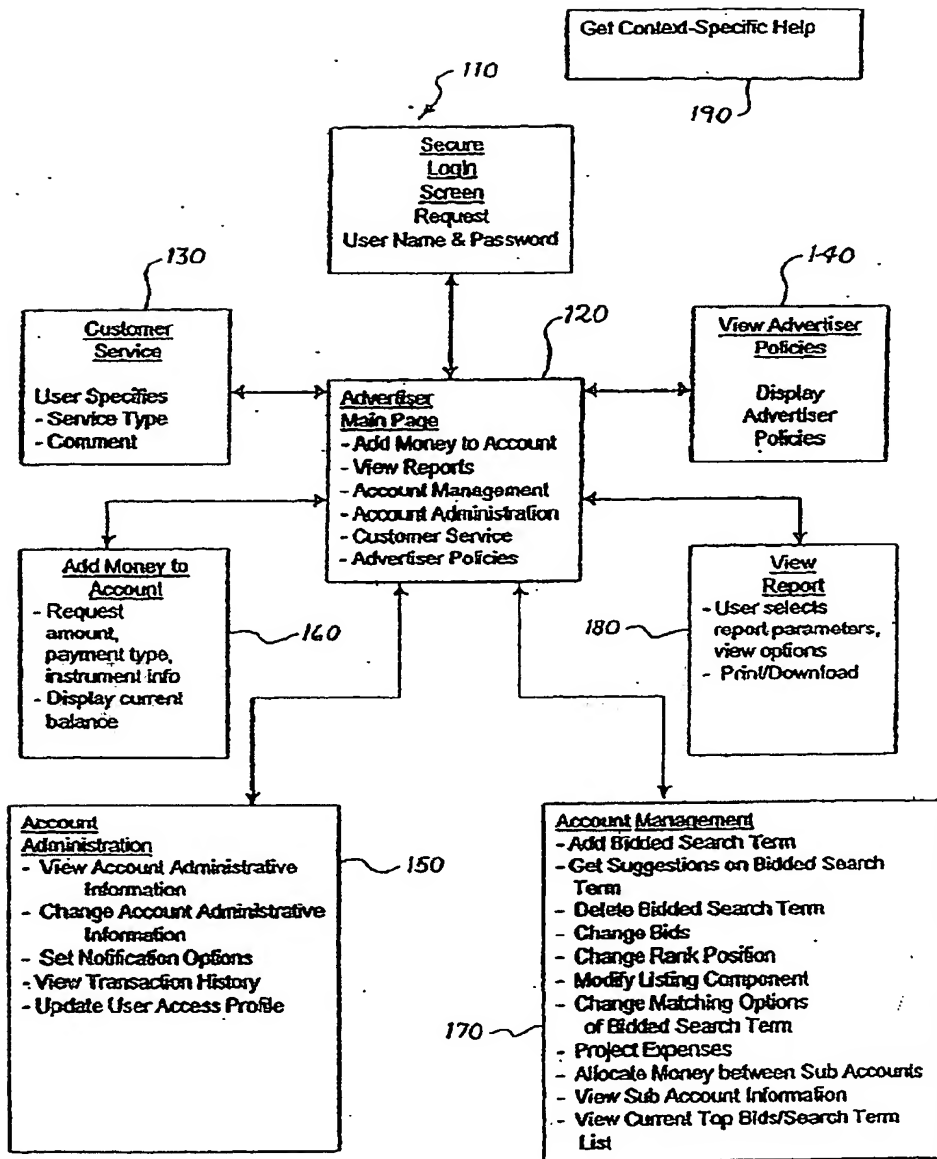 Get Context-Specific Help
190
110
Secure
Login
Screen
Request
User Name & Password
130
Customer
Service
User Specifies
- Service Type
- Comment
120
Advertiser
Main Page
- Add Money to Account
- View Reports
- Account Management
- Account Administration
- Customer Service
- Advertiser Policies
140
View Advertiser
Policies
Display
Advertiser
Policies
Add Money to
Account
- Request
amount,
payment type,
instrument info
- Display current
balance
160
180
View
Report
- User selects
report parameters,
view options
- Print/Download
Account
Administration
- View Account Administrative
Information
- Change Account Administrative
Information
- Set Notification Options
- View Transaction History
- Update User Access Profile
150
170
Account Management
- Add Bidded Search Term
- Get Suggestions on Bidded Search
Term
- Delete Bidded Search Term
- Change Bids
- Change Rank Position
- Modify Listing Component
- Change Matching Options
of Bidded Search Term
- Project Expenses
- Allocate Money between Sub Accounts
- View Sub Account Information
- View Current Top Bids/Search Term
List